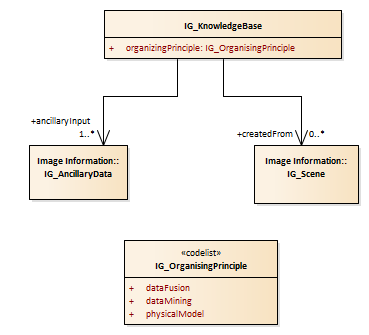 IG_KnowledgeBase
+ organizingPrinciple: IG_OrganisingPrinciple
+ancillaryInput
1..*
+createdFrom
0..*
Image Information::
IG_AncillaryData
Image Information::
IG_Scene
«codelist»
IG_OrganisingPrinciple
+ dataFusion
+ dataMining
+ physicalModel